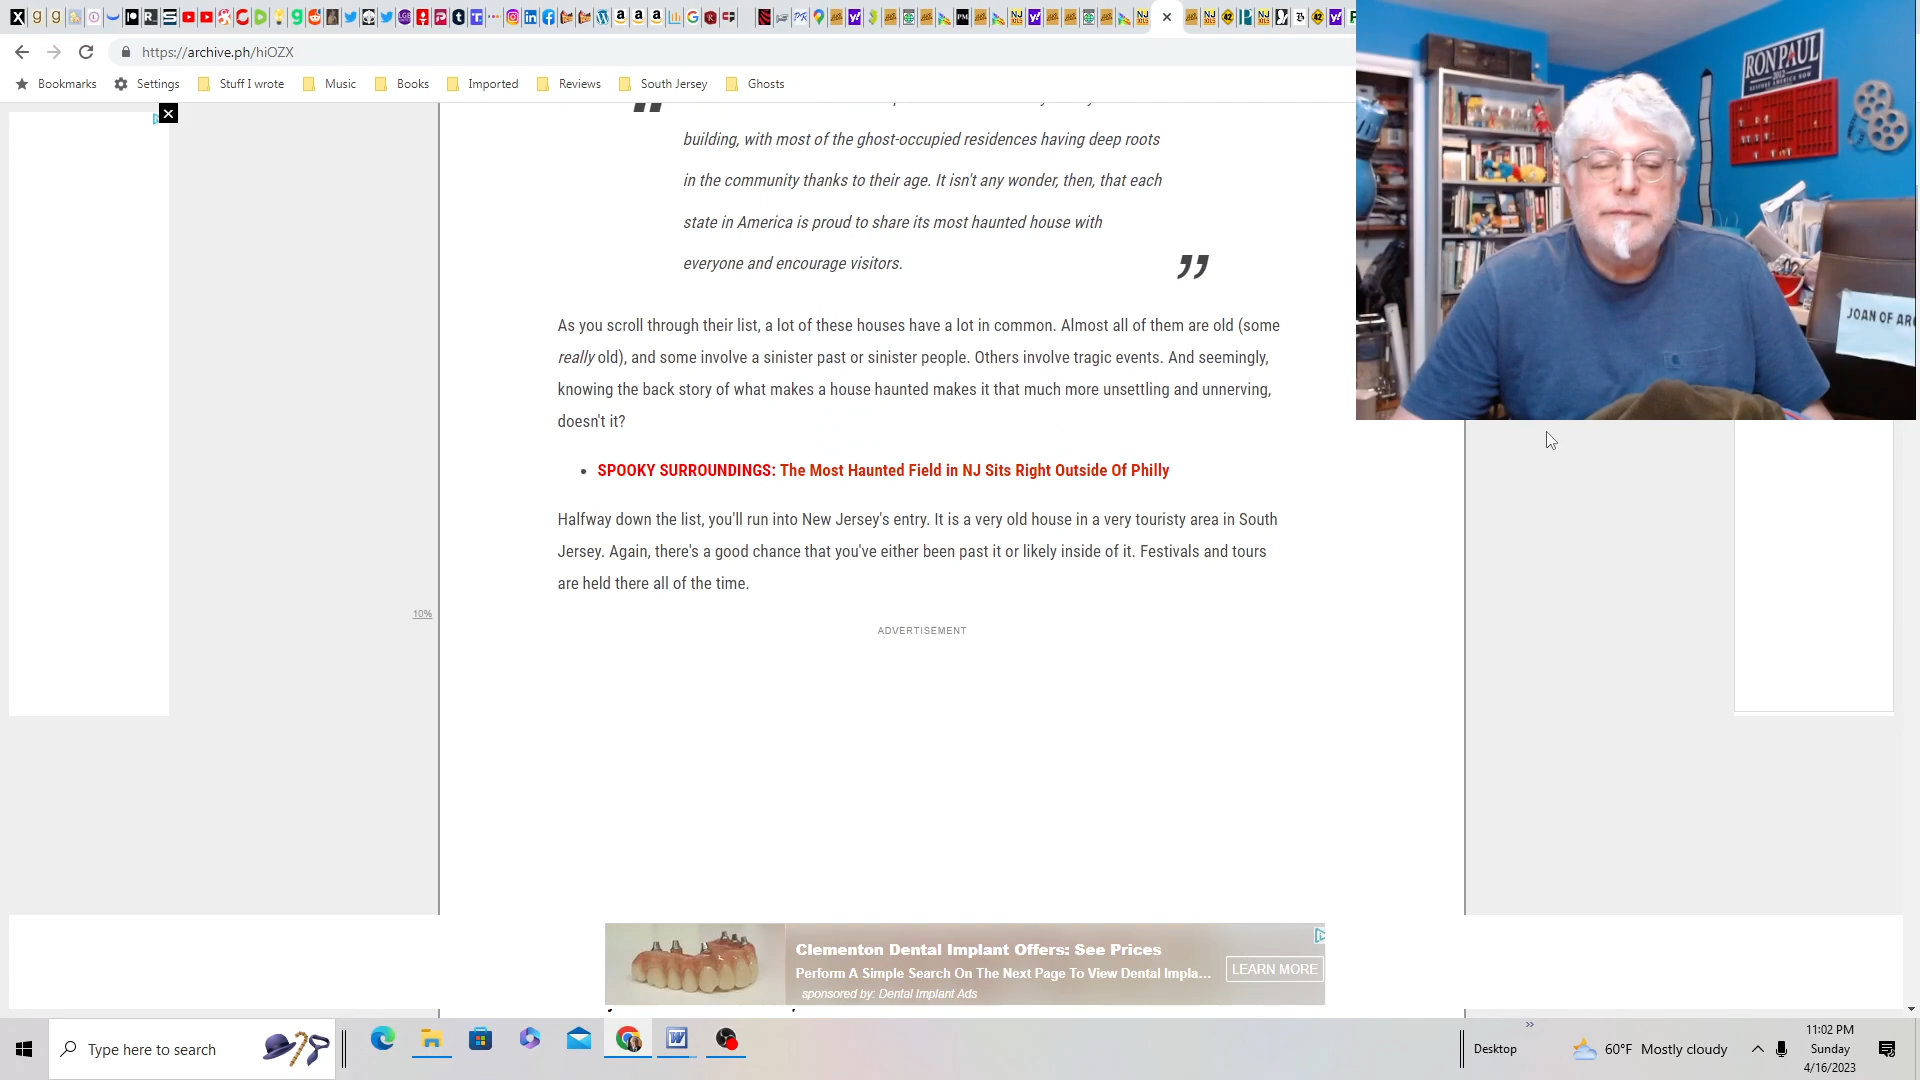 https://archive.ph/hiOZX
Bookmarks
Settings
Stuff I wrote
Music
Books
Imported
Reviews
South Jersey
Ghosts
building, with most of the ghost-occupied residences having deep roots
in the community thanks to their age. It isn't any wonder, then, that each
state in America is proud to share its most haunted house with
everyone and encourage visitors.
As you scroll through their list, a lot of these houses have a lot in common. Almost all of them are old (some
really old), and some involve a sinister past or sinister people. Others involve tragic events. And seemingly,
knowing the back story of what makes a house haunted makes it that much more unsettling and unnerving,
doesn't it?
SPOOKY SURROUNDINGS: The Most Haunted Field in NJ Sits Right Outside Of Philly
Halfway down the list, you'll run into New Jersey's entry. It is a very old house in a very touristy area in South
Jersey. Again, there's a good chance that you've either been past it or likely inside of it. Festivals and tours
are held there all of the time.
10%
ADVERTISEMENT
Clementon Dental Implant Offers: See Prices
Perform A Simple Search On The Next Page To View Dental Impla...
sponsored by: Dental Implant Ads
LEARN MORE
RON PAUL
2012
JOAN OF AR
Type here to search
Desktop
60°F Mostly cloudy
11:02 PM
Sunday
4/16/2023